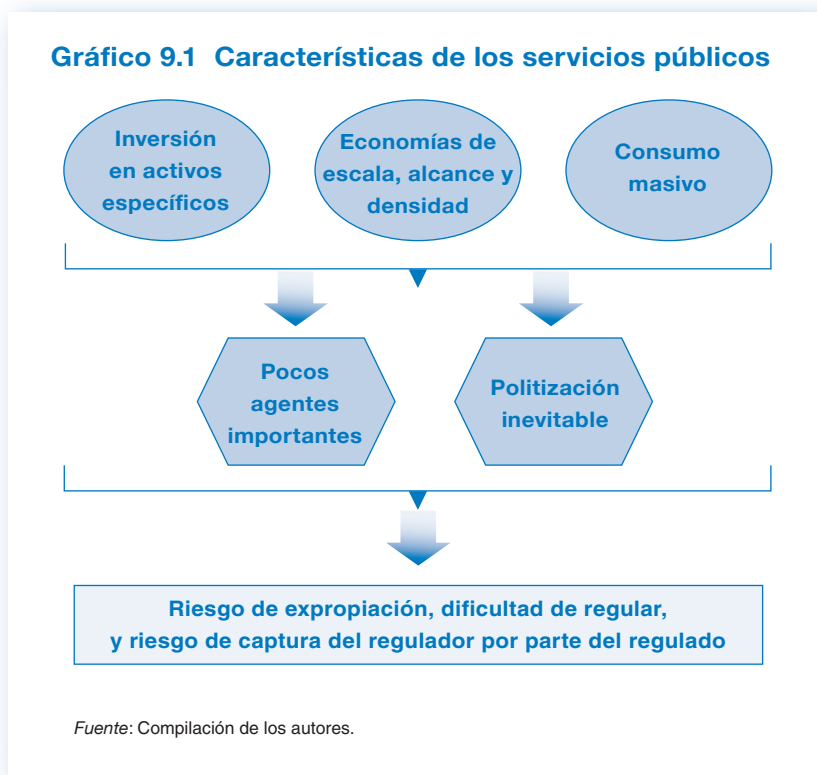 Gráfico 9.1 Características de los servicios públicos
Inversión
en activos
específicos
Economías de
escala, alcance y
densidad
Consumo
masivo
Pocos
agentes
importantes
Politización
inevitable
Riesgo de expropiación, dificultad de regular,
y riesgo de captura del regulador por parte del regulado
Fuente: Compilación de los autores.